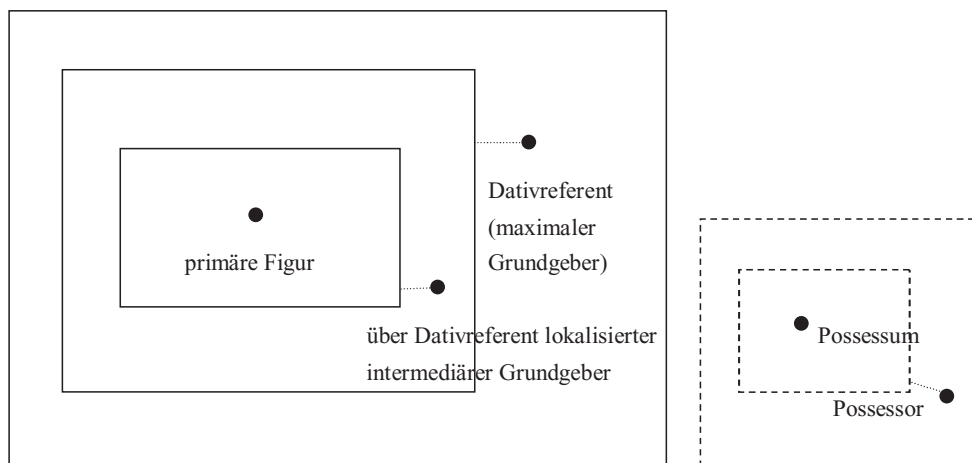 Dativreferent
(maximaler
Grundgeber)
primäre Figur
über Dativreferent lokalisierter
intermediärer Grundgeber
Possessum
Possessor